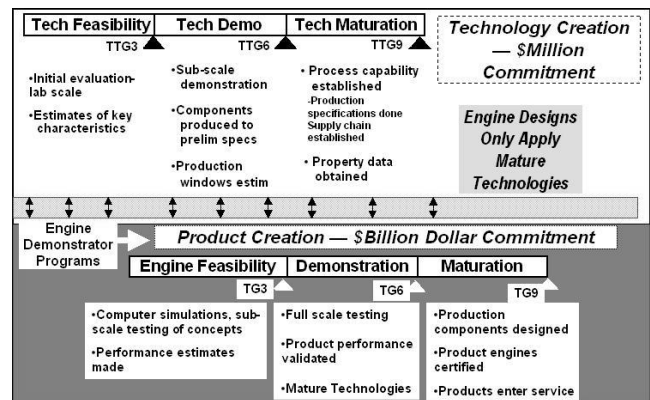 Tech Feasibility
Tech Demo
Tech Maturation
TTG3
TTG6
TTG9
Technology Creation
— $Million
Commitment
•Initial evaluation-
lab scale
•Estimates of key
characteristics
•Sub-scale
demonstration
•Components
produced to
prelim specs
•Production
windows estim
• Process capability
established
-Production
specifications done
Supply chain
established
• Property data
obtained
Engine Designs
Only Apply
Mature
Technologies
Engine
Demonstrator
Programs
Product Creation — $Billion Dollar Commitment
Engine Feasibility
Demonstration
Maturation
TG3
TG6
TG9
•Computer simulations, sub-
scale testing of concepts
•Performance estimates
made
•Full scale testing
•Product performance
validated
•Mature Technologies
•Production
components designed
•Product engines
certified
•Products enter service